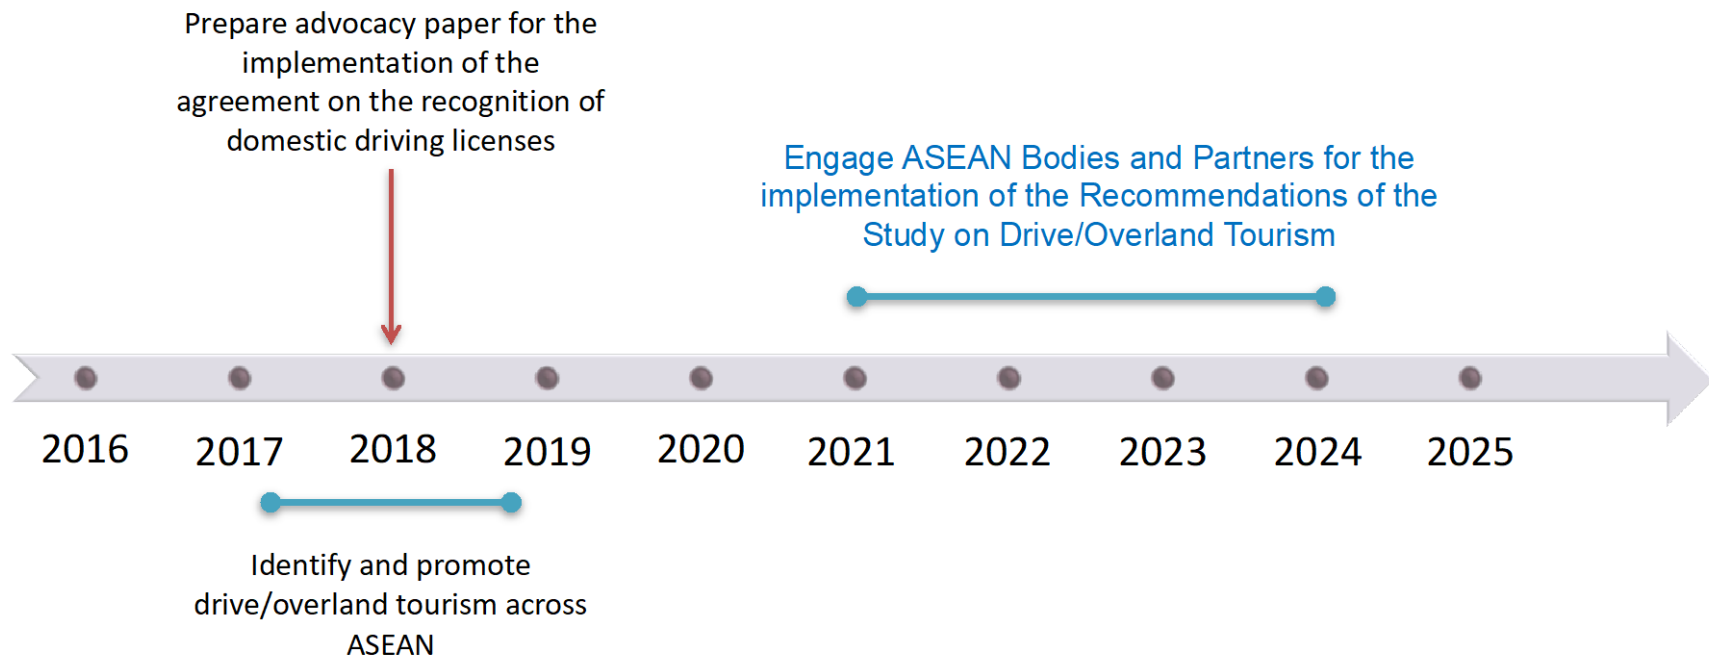 Prepare advocacy paper for the
implementation of the
agreement on the recognition of
domestic driving licenses
Engage ASEAN Bodies and Partners for the
implementation of the Recommendations of the
Study on Drive/Overland Tourism
2016
2017
2018
2019
2020
2021
2022
2023
2024
2025
Identify and promote
drive/overland tourism across
ASEAN